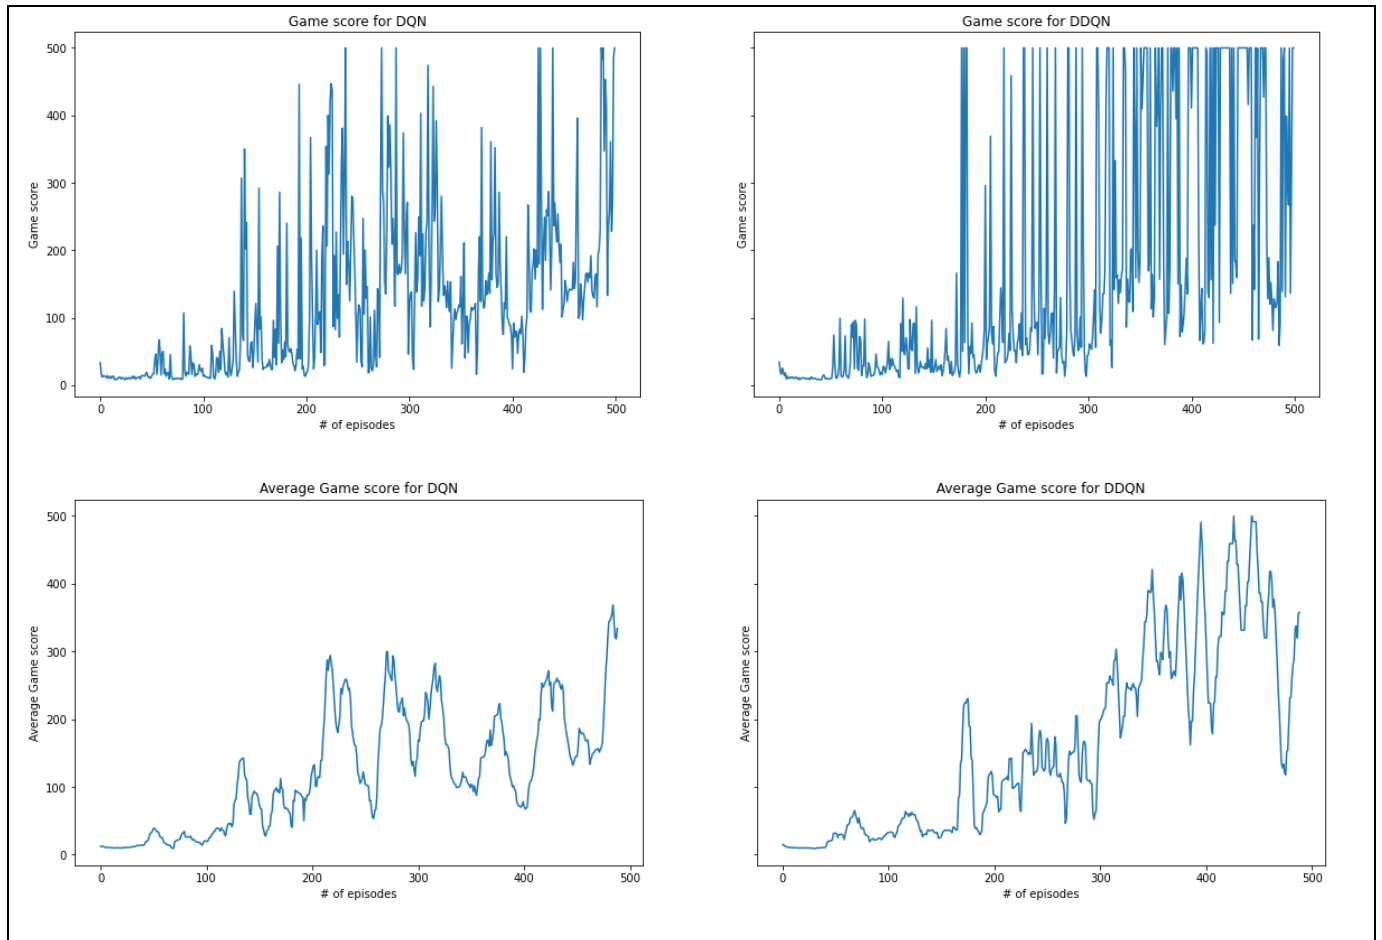 Game score for DQN
Game score
500
400
300
200
100
0
0 100 200 300 400 500
# of episodes
Game score for DDQN
Game score
0 100 200 300 400 500
# of episodes
Average Game score for DQN
Average Game score
500
400
300
200
100
0
0 100 200 300 400 500
# of episodes
Average Game score for DDQN
Average Game score
0 100 200 300 400 500
# of episodes